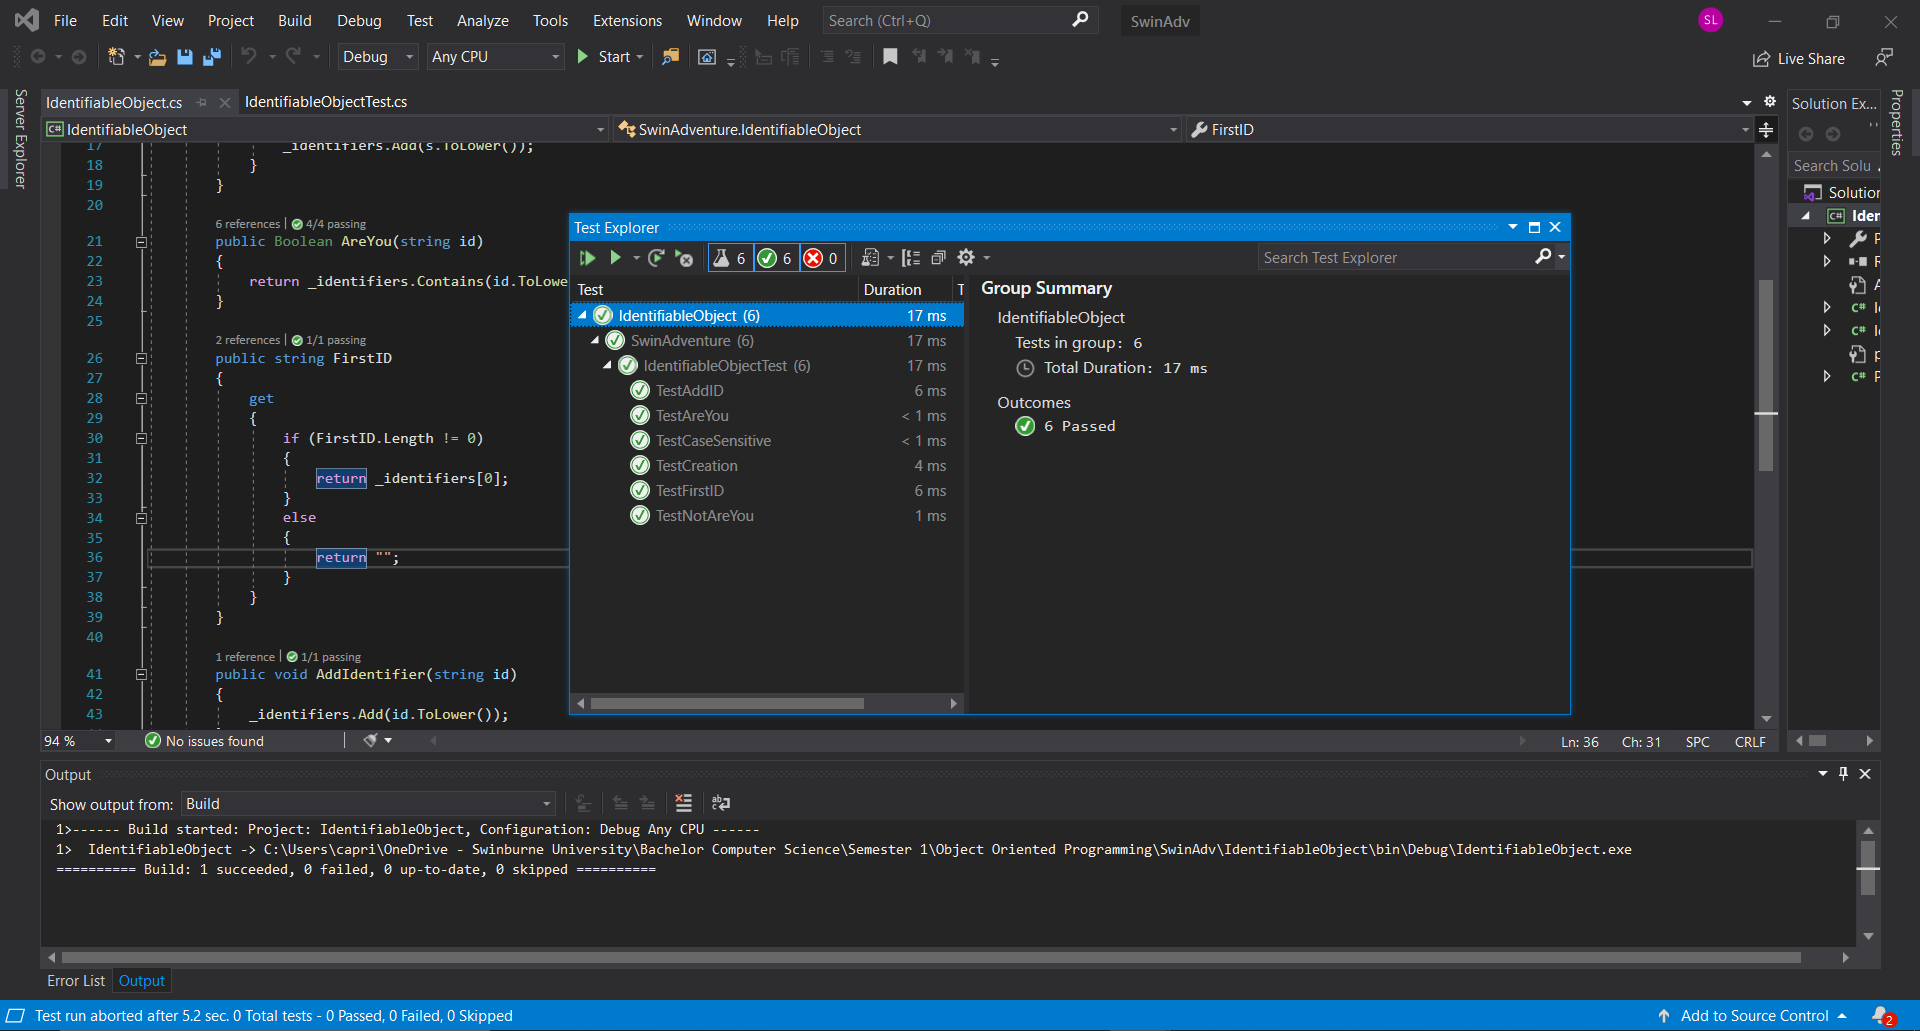 File Edit View Project Build Debug Test Analyze Tools Extensions Window Help Search (Ctrl+Q) SwinAdv SL
Debug Any CPU Start Live Share
Server Explorer
IdentifiableObject.cs IdentifiableObjectTest.cs
C# IdentifiableObject SwinAdventure.IdentifiableObject FirstID
17 _identifiers.Add(s.ToLower());
18 }
19 }
20
6 references | 4/4 passing
21 public Boolean AreYou(string id)
22 {
23 return _identifiers.Contains(id.ToLowe
24 }
25
2 references | 1/1 passing
26 public string FirstID
27 {
28 get
29 {
30 if (FirstID.Length != 0)
31 {
32 return _identifiers[0];
33 }
34 else
35 {
36 return "";
37 }
38 }
39 }
40
1 reference | 1/1 passing
41 public void AddIdentifier(string id)
42 {
43 _identifiers.Add(id.ToLower());
Test Explorer
6 6 0 Search Test Explorer
Test Duration T
IdentifiableObject (6) 17 ms
SwinAdventure (6) 17 ms
IdentifiableObjectTest (6) 17 ms
TestAddID 6 ms
TestAreYou < 1 ms
TestCaseSensitive < 1 ms
TestCreation 4 ms
TestFirstID 6 ms
TestNotAreYou 1 ms
Group Summary
IdentifiableObject
Tests in group: 6
Total Duration: 17 ms
Outcomes
6 Passed
Solution Ex...
Search Solu
Solution
C# Iden
P
R
A
C# Id
C# Id
p
C# P
Properties
94 % No issues found Ln: 36 Ch: 31 SPC CRLF
Output
Show output from: Build
1>------ Build started: Project: IdentifiableObject, Configuration: Debug Any CPU ------
1>  IdentifiableObject -> C:\Users\capri\OneDrive - Swinburne University\Bachelor Computer Science\Semester 1\Object Oriented Programming\SwinAdv\IdentifiableObject\bin\Debug\IdentifiableObject.exe
========== Build: 1 succeeded, 0 failed, 0 up-to-date, 0 skipped ==========
Error List Output
Test run aborted after 5.2 sec. 0 Total tests - 0 Passed, 0 Failed, 0 Skipped Add to Source Control 2